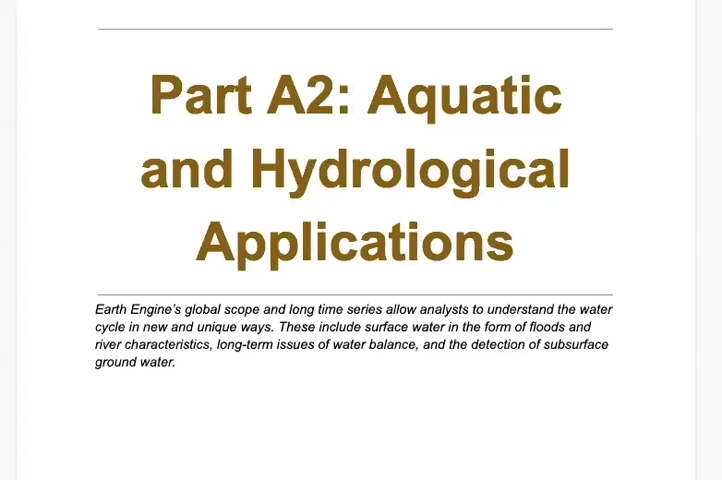 Part A2: Aquatic
and Hydrological
Applications
Earth Engine’s global scope and long time series allow analysts to understand the water
cycle in new and unique ways. These include surface water in the form of floods and
river characteristics, long-term issues of water balance, and the detection of subsurface
ground water.